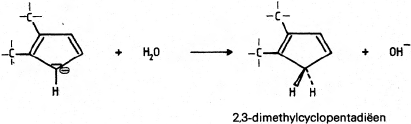 -C-
-C-
H
+ H₂O
-C-
-C-
H H
+ OH⁻
2,3-dimethylcyclopentadiëen